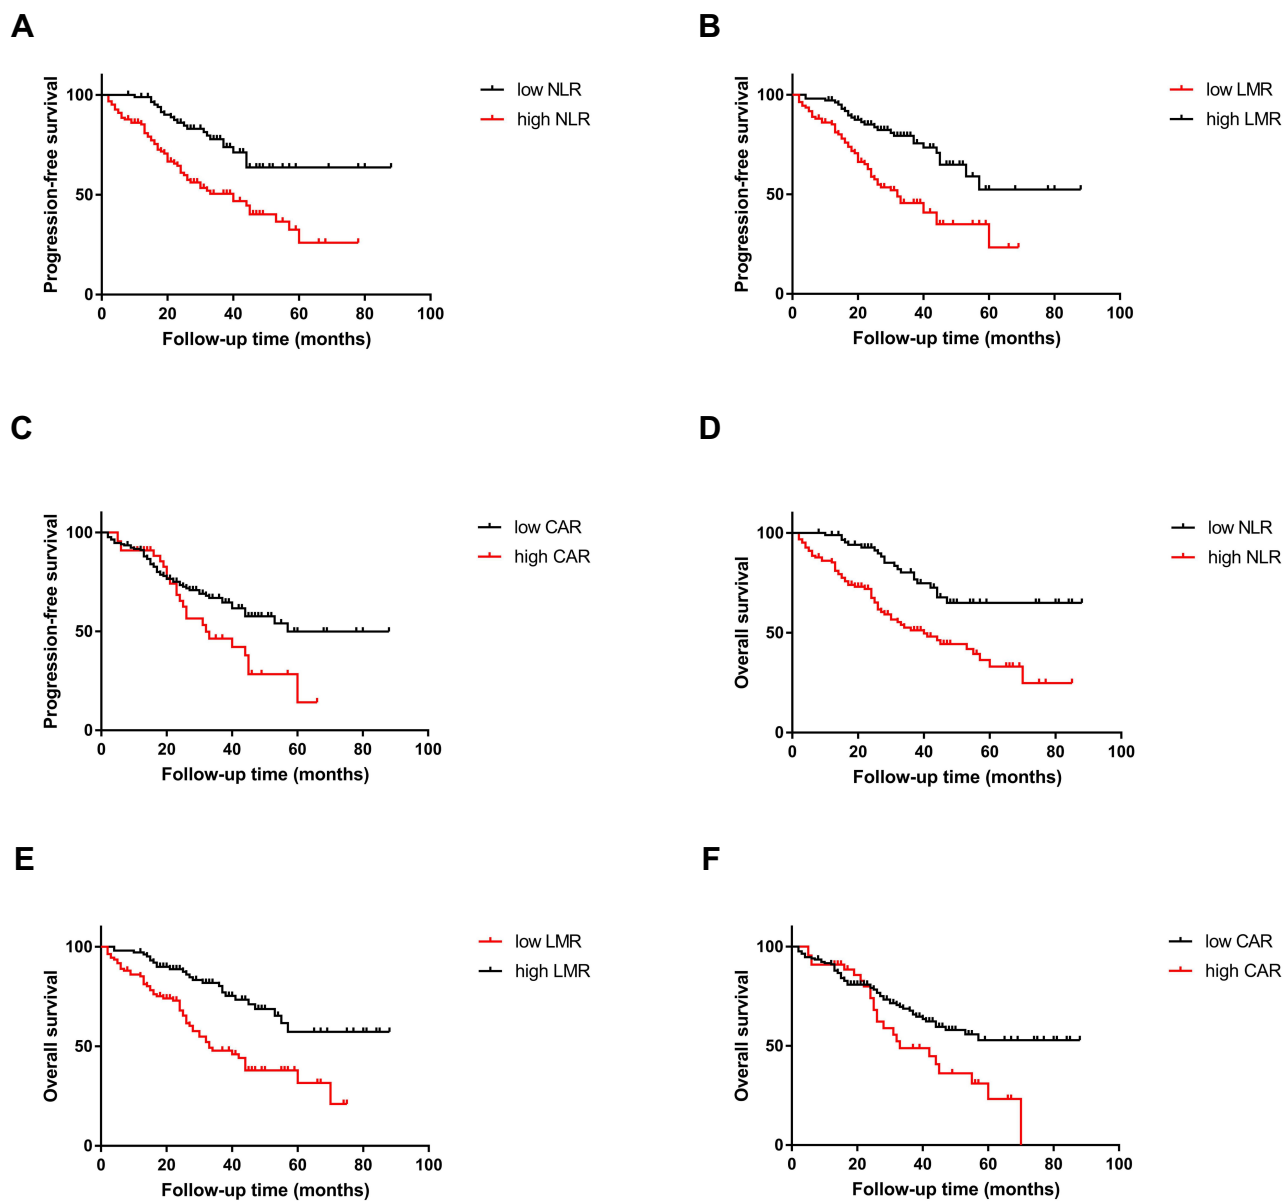 A
Progression-free survival
100
50
0
0 20 40 60 80 100
Follow-up time (months)
low NLR
high NLR
B
Progression-free survival
100
50
0
0 20 40 60 80 100
Follow-up time (months)
low LMR
high LMR
C
Progression-free survival
100
50
0
0 20 40 60 80 100
Follow-up time (months)
low CAR
high CAR
D
Overall survival
100
50
0
0 20 40 60 80 100
Follow-up time (months)
low NLR
high NLR
E
Overall survival
100
50
0
0 20 40 60 80 100
Follow-up time (months)
low LMR
high LMR
F
Overall survival
100
50
0
0 20 40 60 80 100
Follow-up time (months)
low CAR
high CAR